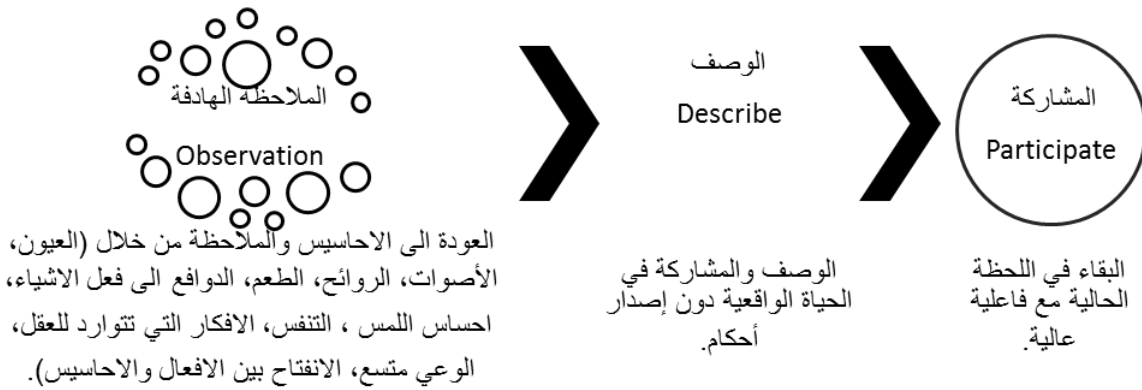 الملاحظة الهادفة
Observation
العودة الى الاحاسيس والملاحظة من خلال (العيون،
الأصوات، الروائح، الطعم، الدوافع الى فعل الاشياء،
احساس اللمس ، التنفس، الافكار التي تتوارد للعقل،
الوعي متسع، الانفتاح بين الافعال والاحاسيس).
الوصف
Describe
الوصف والمشاركة في
الحياة الواقعية دون إصدار
أحكام.
المشاركة
Participate
البقاء في اللحظة
الحالية مع فاعلية
عالية.